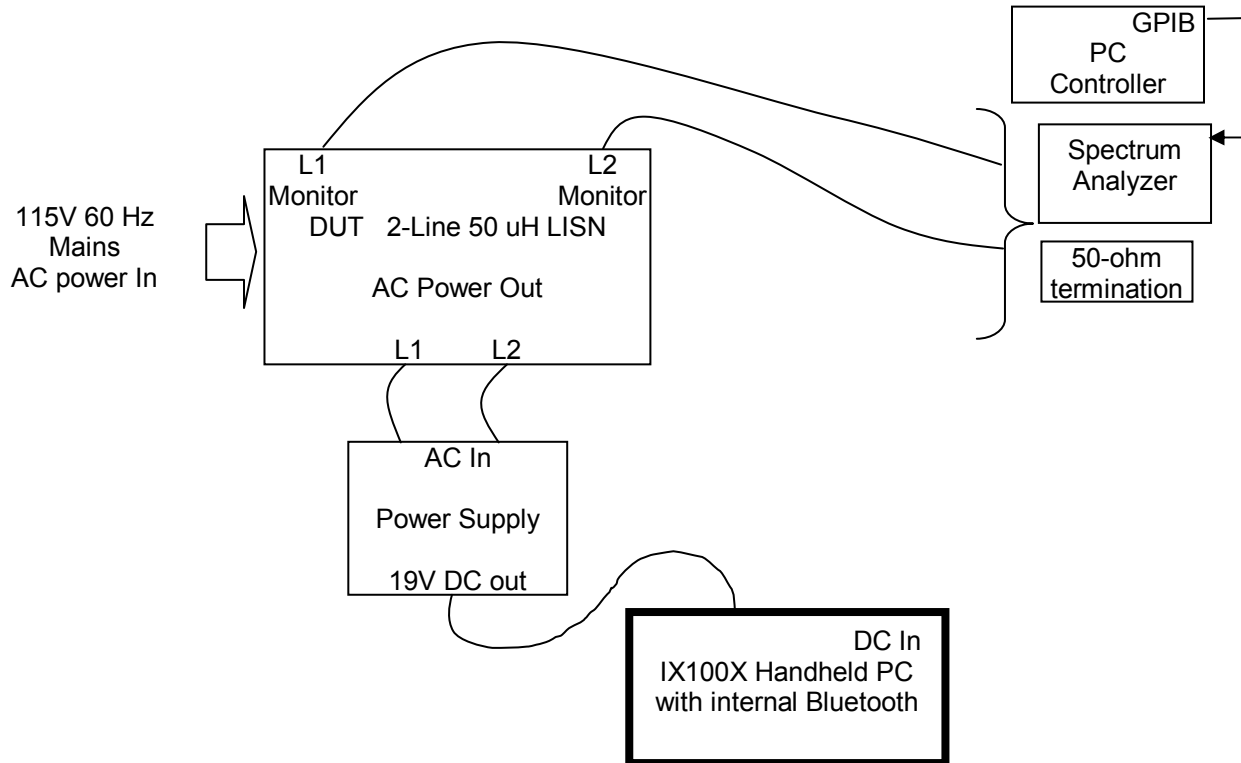 GPIB
PC
Controller
L1
Monitor
L2
Monitor
DUT 2-Line 50 uH LISN
AC Power Out
L1
L2
115V 60 Hz
Mains
AC power In
Spectrum
Analyzer
50-ohm
termination
AC In
Power Supply
19V DC out
DC In
IX100X Handheld PC
with internal Bluetooth